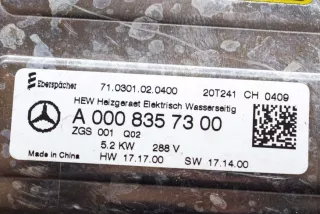 Eberspächer 71.0301.02.0400 20T241 CH 0409
HEW Heizgeraet Elektrisch Wasserseitig
A 000 835 73 00
ZGS 001 Q02
5.2 KW 288 V
Made in China HW 17.17.00 SW 17.14.00